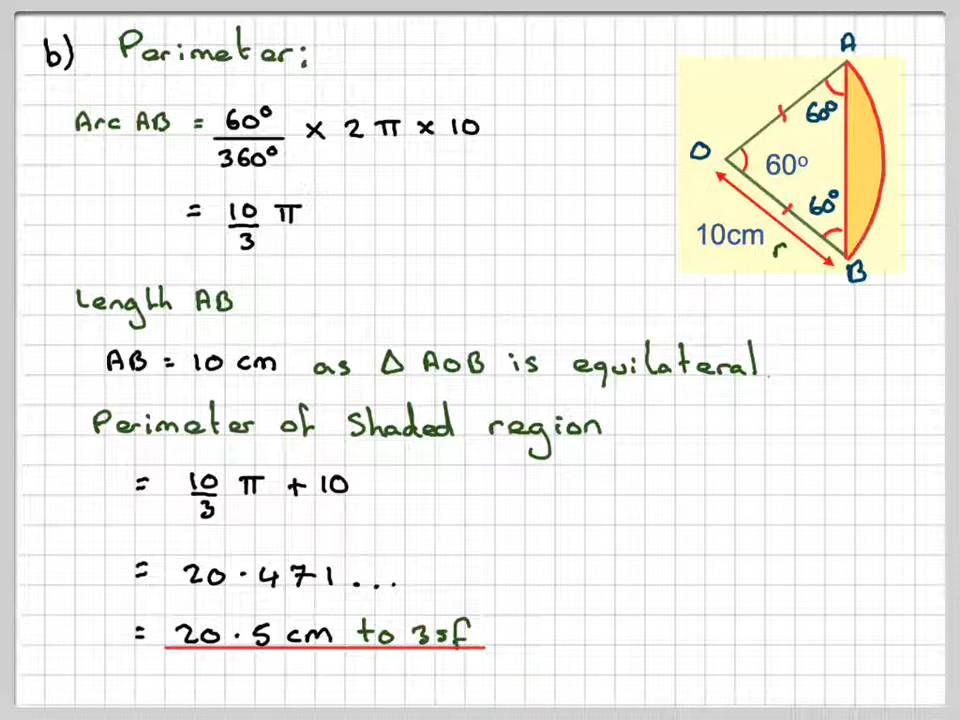 b) Perimeter:
Arc AB = 60°/360° × 2 π × 10
= 10/3 π
Length AB
AB = 10 cm as △ AOB is equilateral
Perimeter of Shaded region
= 10/3 π + 10
= 20.471...
= 20.5 cm to 3sf
A
60°
O
60°
60°
10cm
r
B